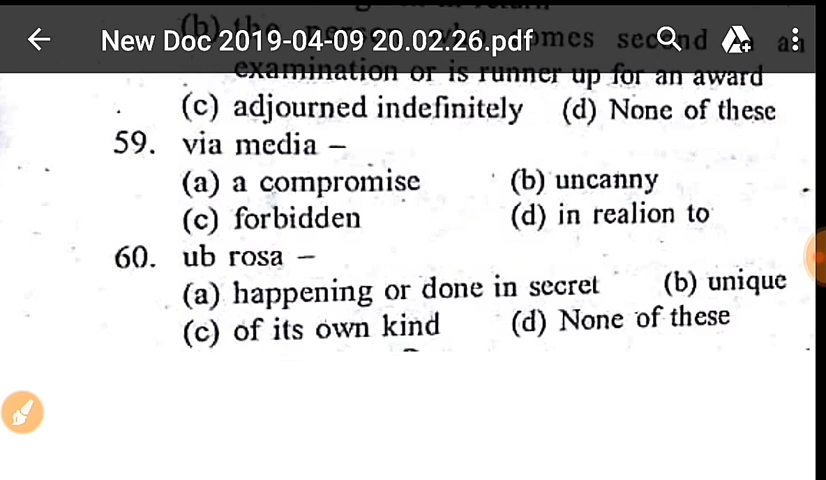 New Doc 2019-04-09 20.02.26.pdf
examination or is runner up for an award
(c) adjourned indefinitely (d) None of these
59. via media –
(a) a compromise (b) uncanny
(c) forbidden (d) in realion to
60. ub rosa –
(a) happening or done in secret (b) unique
(c) of its own kind (d) None of these